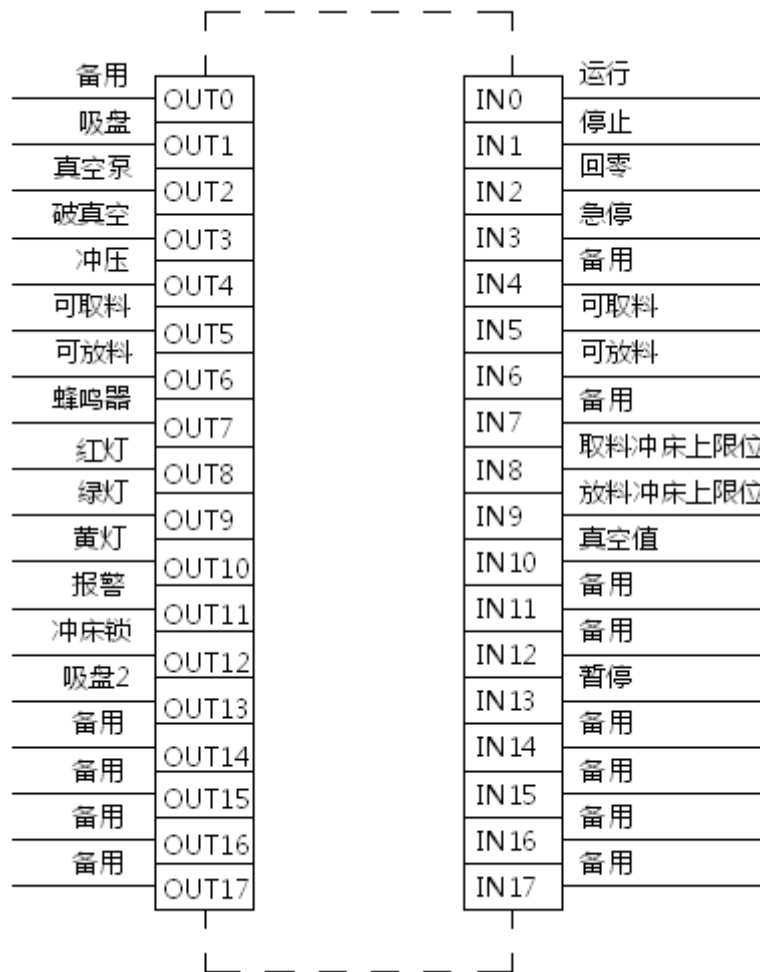 备用
OUT0
吸盘
OUT1
真空泵
OUT2
破真空
OUT3
冲压
OUT4
可取料
OUT5
可放料
OUT6
蜂鸣器
OUT7
红灯
OUT8
绿灯
OUT9
黄灯
OUT10
报警
OUT11
冲床锁
OUT12
吸盘2
OUT13
备用
OUT14
备用
OUT15
备用
OUT16
备用
OUT17
运行
IN0
停止
IN1
回零
IN2
急停
IN3
备用
IN4
可取料
IN5
可放料
IN6
备用
IN7
取料冲床上限位
IN8
放料冲床上限位
IN9
真空值
IN10
备用
IN11
备用
IN12
暂停
IN13
备用
IN14
备用
IN15
备用
IN16
备用
IN17